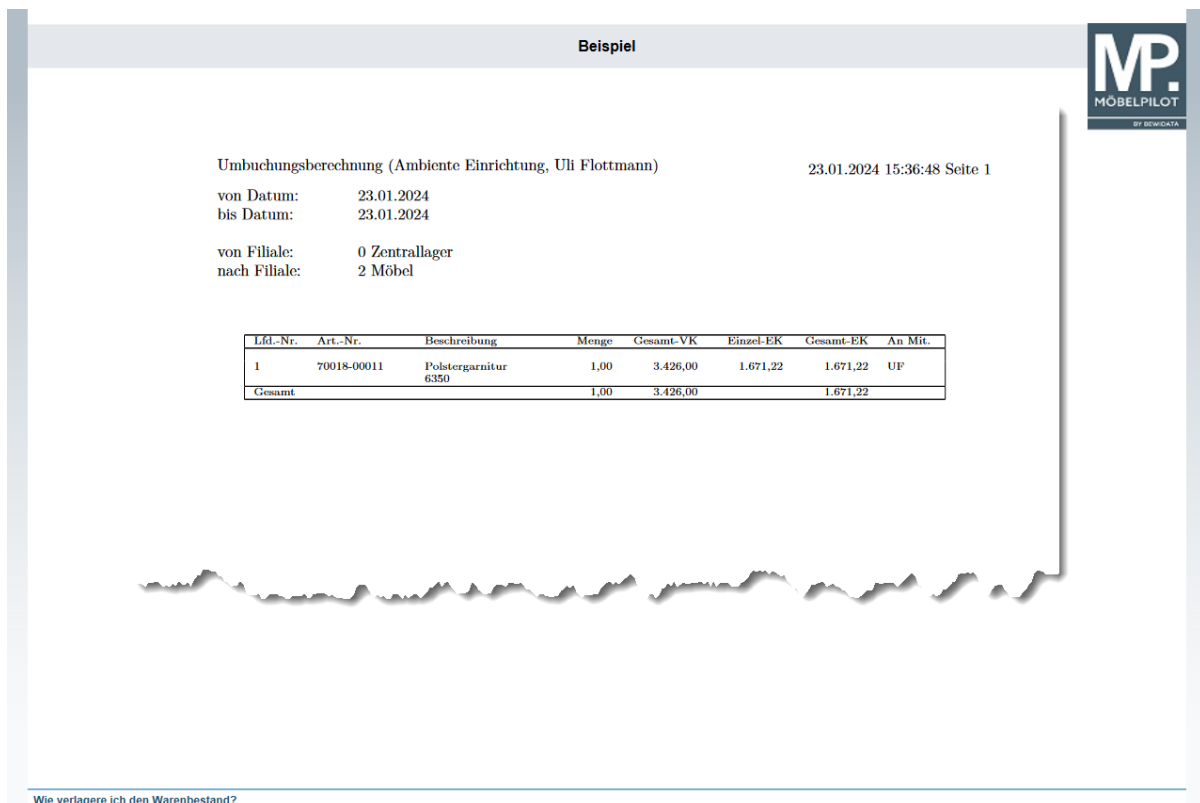 Beispiel
MP.
MÖBELPILOT
BY BEWIDATA
Umbuchungsberechnung (Ambiente Einrichtung, Uli Flottmann) 23.01.2024 15:36:48 Seite 1
von Datum: 23.01.2024
bis Datum: 23.01.2024
von Filiale: 0 Zentrallager
nach Filiale: 2 Möbel
Lfd.-Nr. Art.-Nr. Beschreibung Menge Gesamt-VK Einzel-EK Gesamt-EK An Mit.
1 70018-00011 Polstergarnitur 1,00 3.426,00 1.671,22 1.671,22 UF
6350
Gesamt 1,00 3.426,00 1.671,22
Wie verlagere ich den Warenbestand?